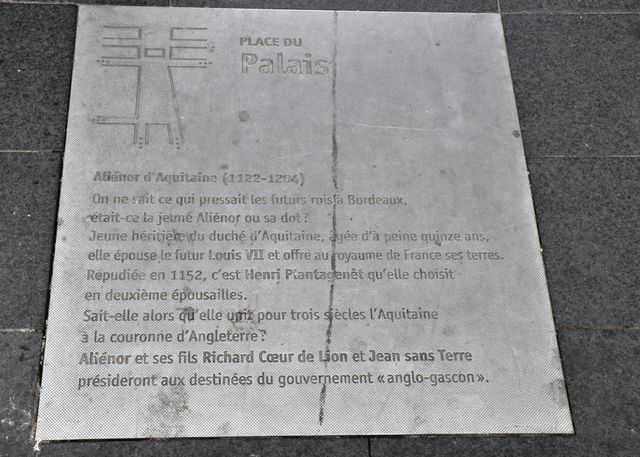 PLACE DU
Palais
Aliénor d'Aquitaine (1122-1204)
On ne sait ce qui pressait les futurs rois à Bordeaux,
était-ce la jeune Aliénor ou sa dot ?
Jeune héritière du duché d'Aquitaine, âgée d'à peine quinze ans,
elle épouse le futur Louis VII et offre au royaume de France ses terres.
Répudiée en 1152, c'est Henri Plantagenêt qu'elle choisit
en deuxième épousailles.
Sait-elle alors qu'elle unit pour trois siècles l'Aquitaine
à la couronne d'Angleterre ?
Aliénor et ses fils Richard Cœur de Lion et Jean sans Terre
présideront aux destinées du gouvernement « anglo-gascon ».